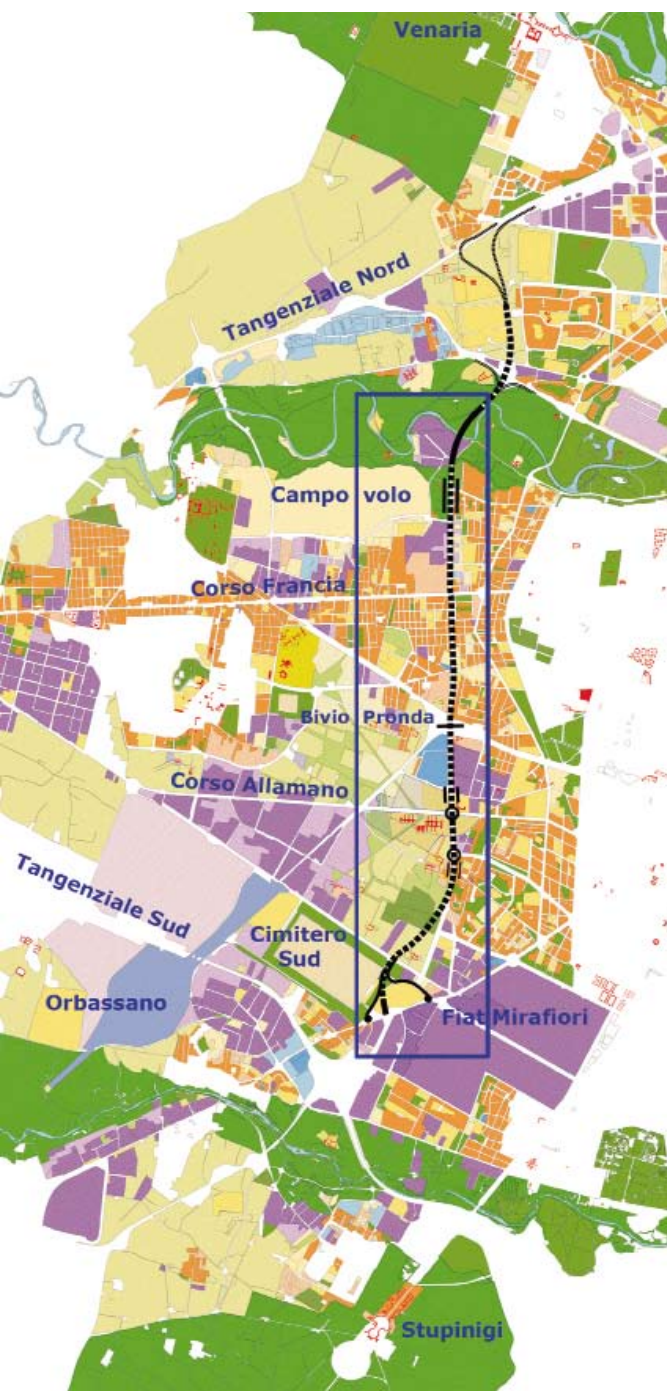 Venaria
Tangenziale Nord
Campo volo
Corso Francia
Bivio Pronda
Corso Allamano
Tangenziale Sud
Cimitero
Sud
Orbassano
Fiat Mirafiori
Stupinigi